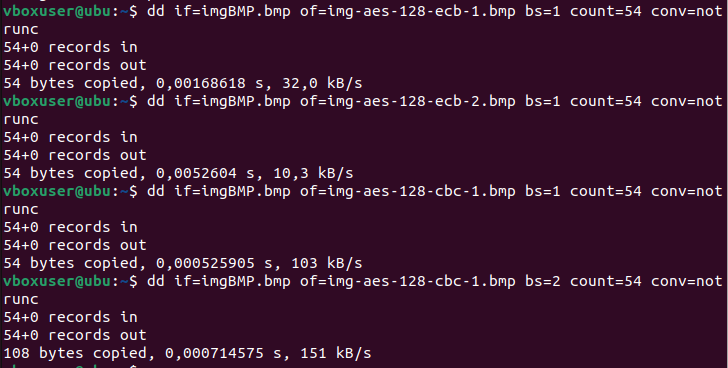 vboxuser@ubu:~$ dd if=imgBMP.bmp of=img-aes-128-ecb-1.bmp bs=1 count=54 conv=not
runc
54+0 records in
54+0 records out
54 bytes copied, 0,00168618 s, 32,0 kB/s
vboxuser@ubu:~$ dd if=imgBMP.bmp of=img-aes-128-ecb-2.bmp bs=1 count=54 conv=not
runc
54+0 records in
54+0 records out
54 bytes copied, 0,0052604 s, 10,3 kB/s
vboxuser@ubu:~$ dd if=imgBMP.bmp of=img-aes-128-cbc-1.bmp bs=1 count=54 conv=not
runc
54+0 records in
54+0 records out
54 bytes copied, 0,000525905 s, 103 kB/s
vboxuser@ubu:~$ dd if=imgBMP.bmp of=img-aes-128-cbc-1.bmp bs=2 count=54 conv=not
runc
54+0 records in
54+0 records out
108 bytes copied, 0,000714575 s, 151 kB/s